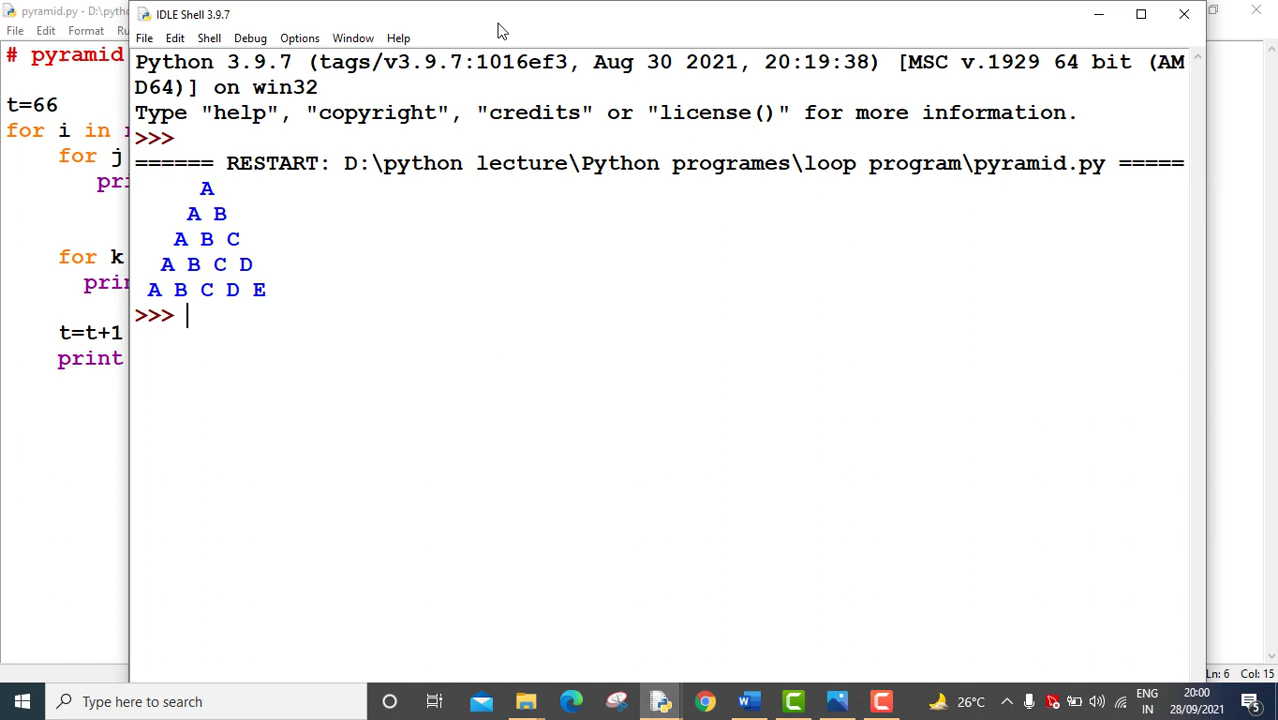 pyramid.py - D:\pyth
File Edit Format Ru
# pyramid
t=66
for i in r
for j
pri
for k
prin
t=t+1
print
IDLE Shell 3.9.7
File Edit Shell Debug Options Window Help
Python 3.9.7 (tags/v3.9.7:1016ef3, Aug 30 2021, 20:19:38) [MSC v.1929 64 bit (AM
D64)] on win32
Type "help", "copyright", "credits" or "license()" for more information.
>>>
====== RESTART: D:\python lecture\Python programes\loop program\pyramid.py =====
A
A B
A B C
A B C D
A B C D E
>>>
Ln: 6 Col: 15
Type here to search
26°C
ENG
IN
20:00
28/09/2021
5